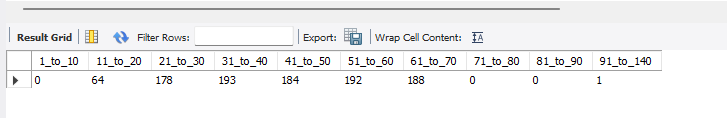 Result Grid Filter Rows: Export: Wrap Cell Content:
1_to_10 11_to_20 21_to_30 31_to_40 41_to_50 51_to_60 61_to_70 71_to_80 81_to_90 91_to_140
0 64 178 193 184 192 188 0 0 1